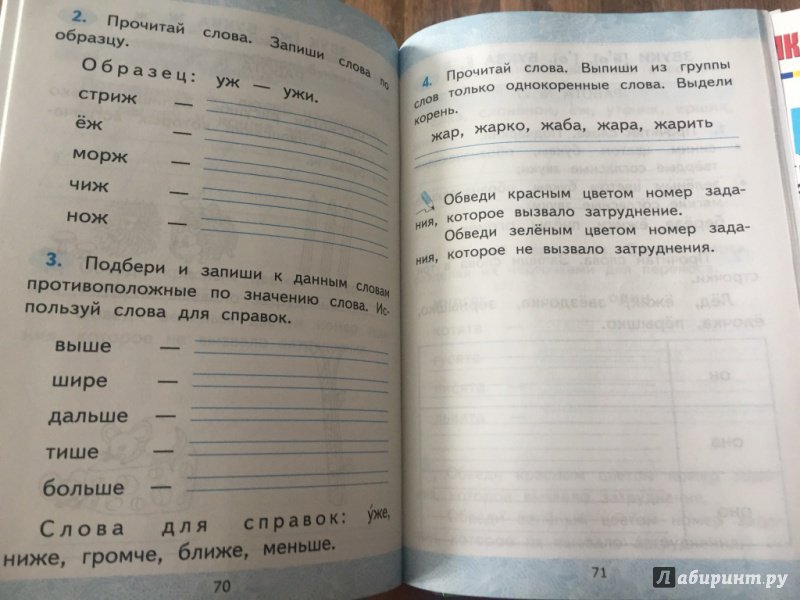 2. Прочитай слова. Запиши слова по
образцу.
Образец: уж — ужи.
стриж —
ёж —
морж —
чиж —
нож —
3. Подбери и запиши к данным словам
противоположные по значению слова. Ис-
пользуй слова для справок.
выше —
шире —
дальше —
тише —
больше —
Слова для справок: у́же,
ниже, громче, ближе, меньше.
70
4. Прочитай слова. Выпиши из группы
слов только однокоренные слова. Выдели
корень.
жар, жарко, жаба, жара, жарить
Обведи красным цветом номер зада-
ния, которое вызвало затруднение.
Обведи зелёным цветом номер зада-
ния, которое не вызвало затруднения.
71
Лабиринт.ру